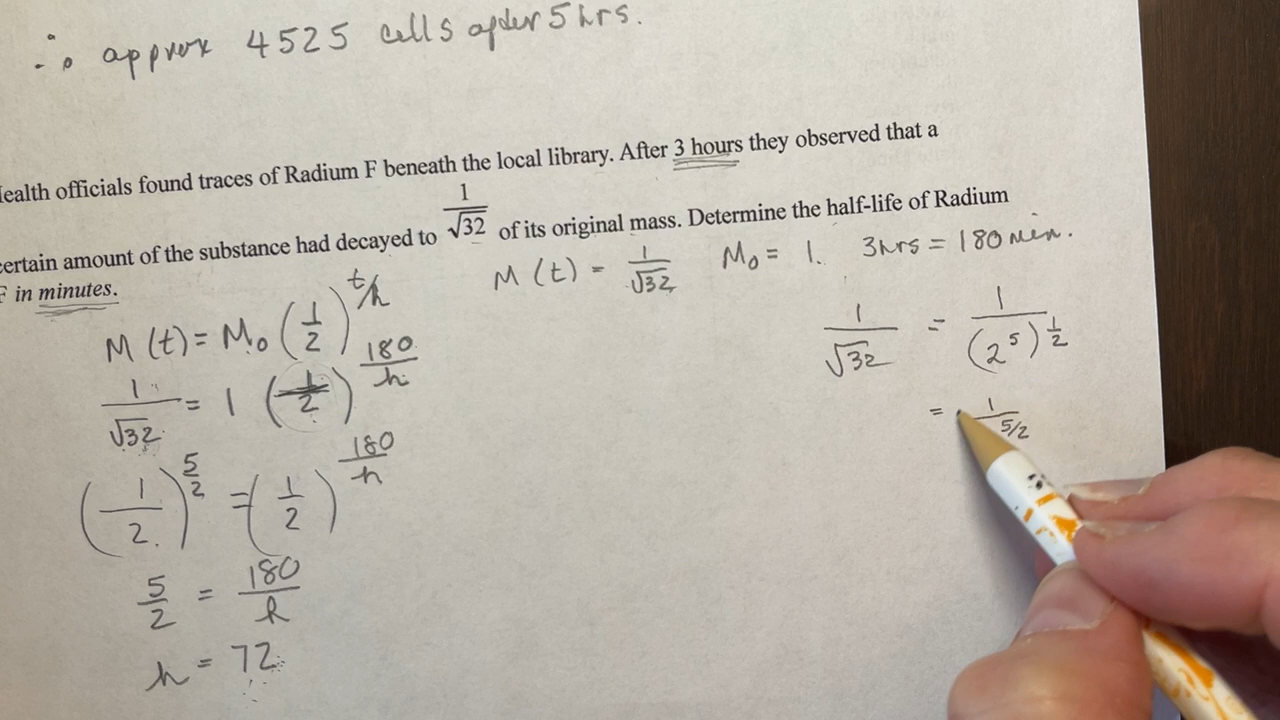 ∴ approx 4525 cells after 5 hrs.
Health officials found traces of Radium F beneath the local library. After 3 hours they observed that a
certain amount of the substance had decayed to 1/√32 of its original mass. Determine the half-life of Radium
F in minutes.
M(t) = 1/√32 M₀ = 1. 3hrs = 180 min.
M(t) = M₀ (1/2)^(t/h)
1/√32 = 1 (1/2)^(180/h)
(1/2)^(5/2) = (1/2)^(180/h)
5/2 = 180/h
h = 72
1/√32 = 1/(2^5)^(1/2)
= 1/ 5/2